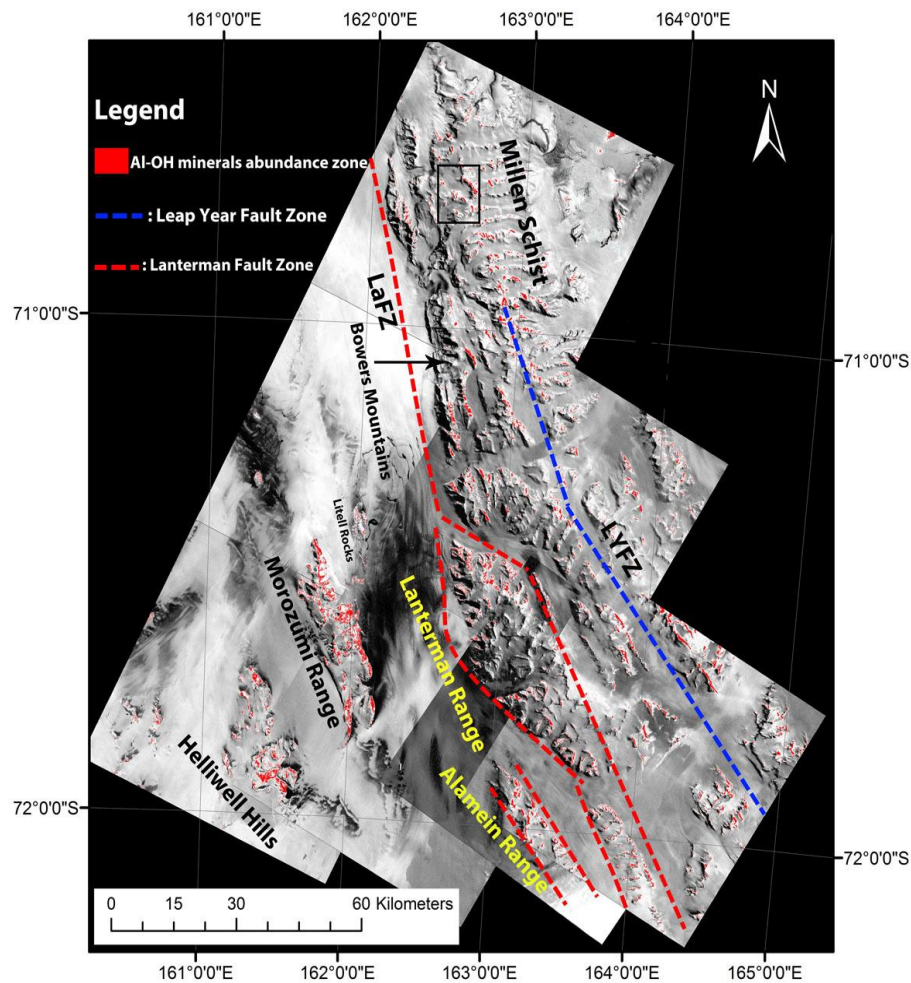 161°0'0"E 162°0'0"E 163°0'0"E 164°0'0"E
N
Legend
Al-OH minerals abundance zone
: Leap Year Fault Zone
: Lanterman Fault Zone
Millen Schist
LaFZ
71°0'0"S
71°0'0"S
Bowers Mountains
Litell Rocks
LYFZ
Morozumi Range
Lanterman Range
Helliwell Hills
Alamein Range
72°0'0"S
72°0'0"S
0 15 30 60 Kilometers
161°0'0"E 162°0'0"E 163°0'0"E 164°0'0"E 165°0'0"E